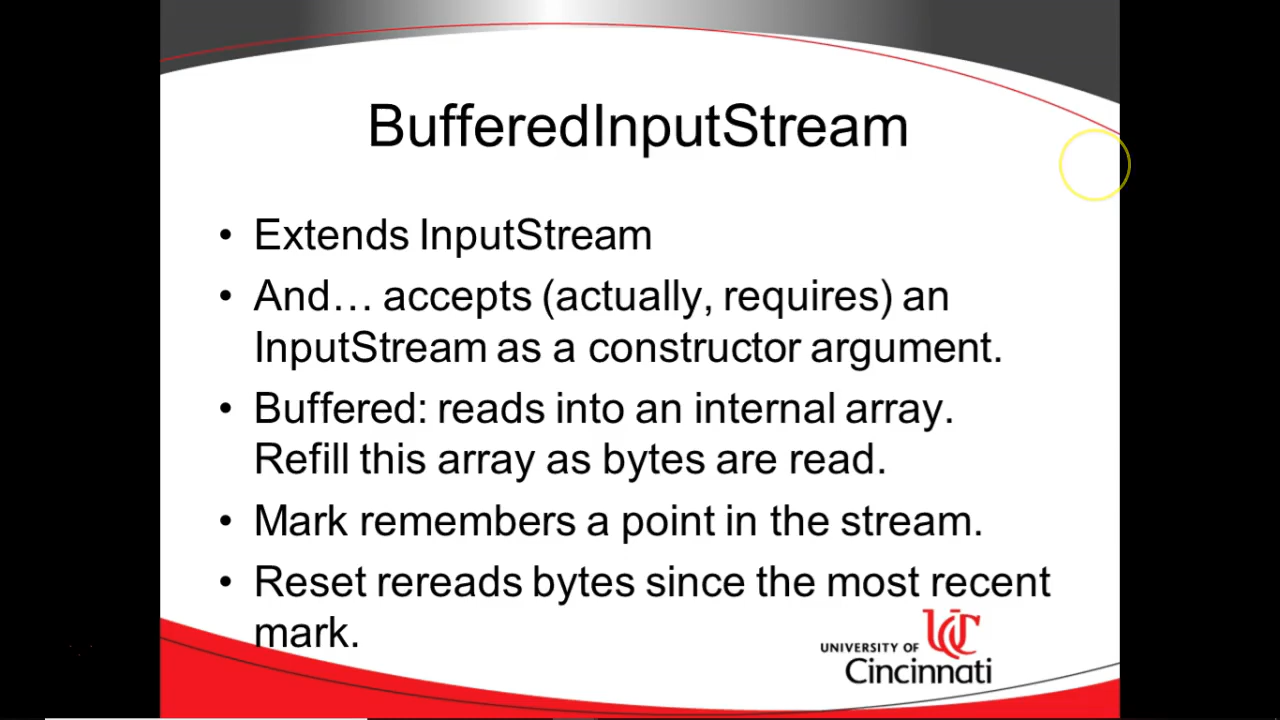 BufferedInputStream
• Extends InputStream
• And… accepts (actually, requires) an
InputStream as a constructor argument.
• Buffered: reads into an internal array.
Refill this array as bytes are read.
• Mark remembers a point in the stream.
• Reset rereads bytes since the most recent
mark.
UC
UNIVERSITY OF
Cincinnati